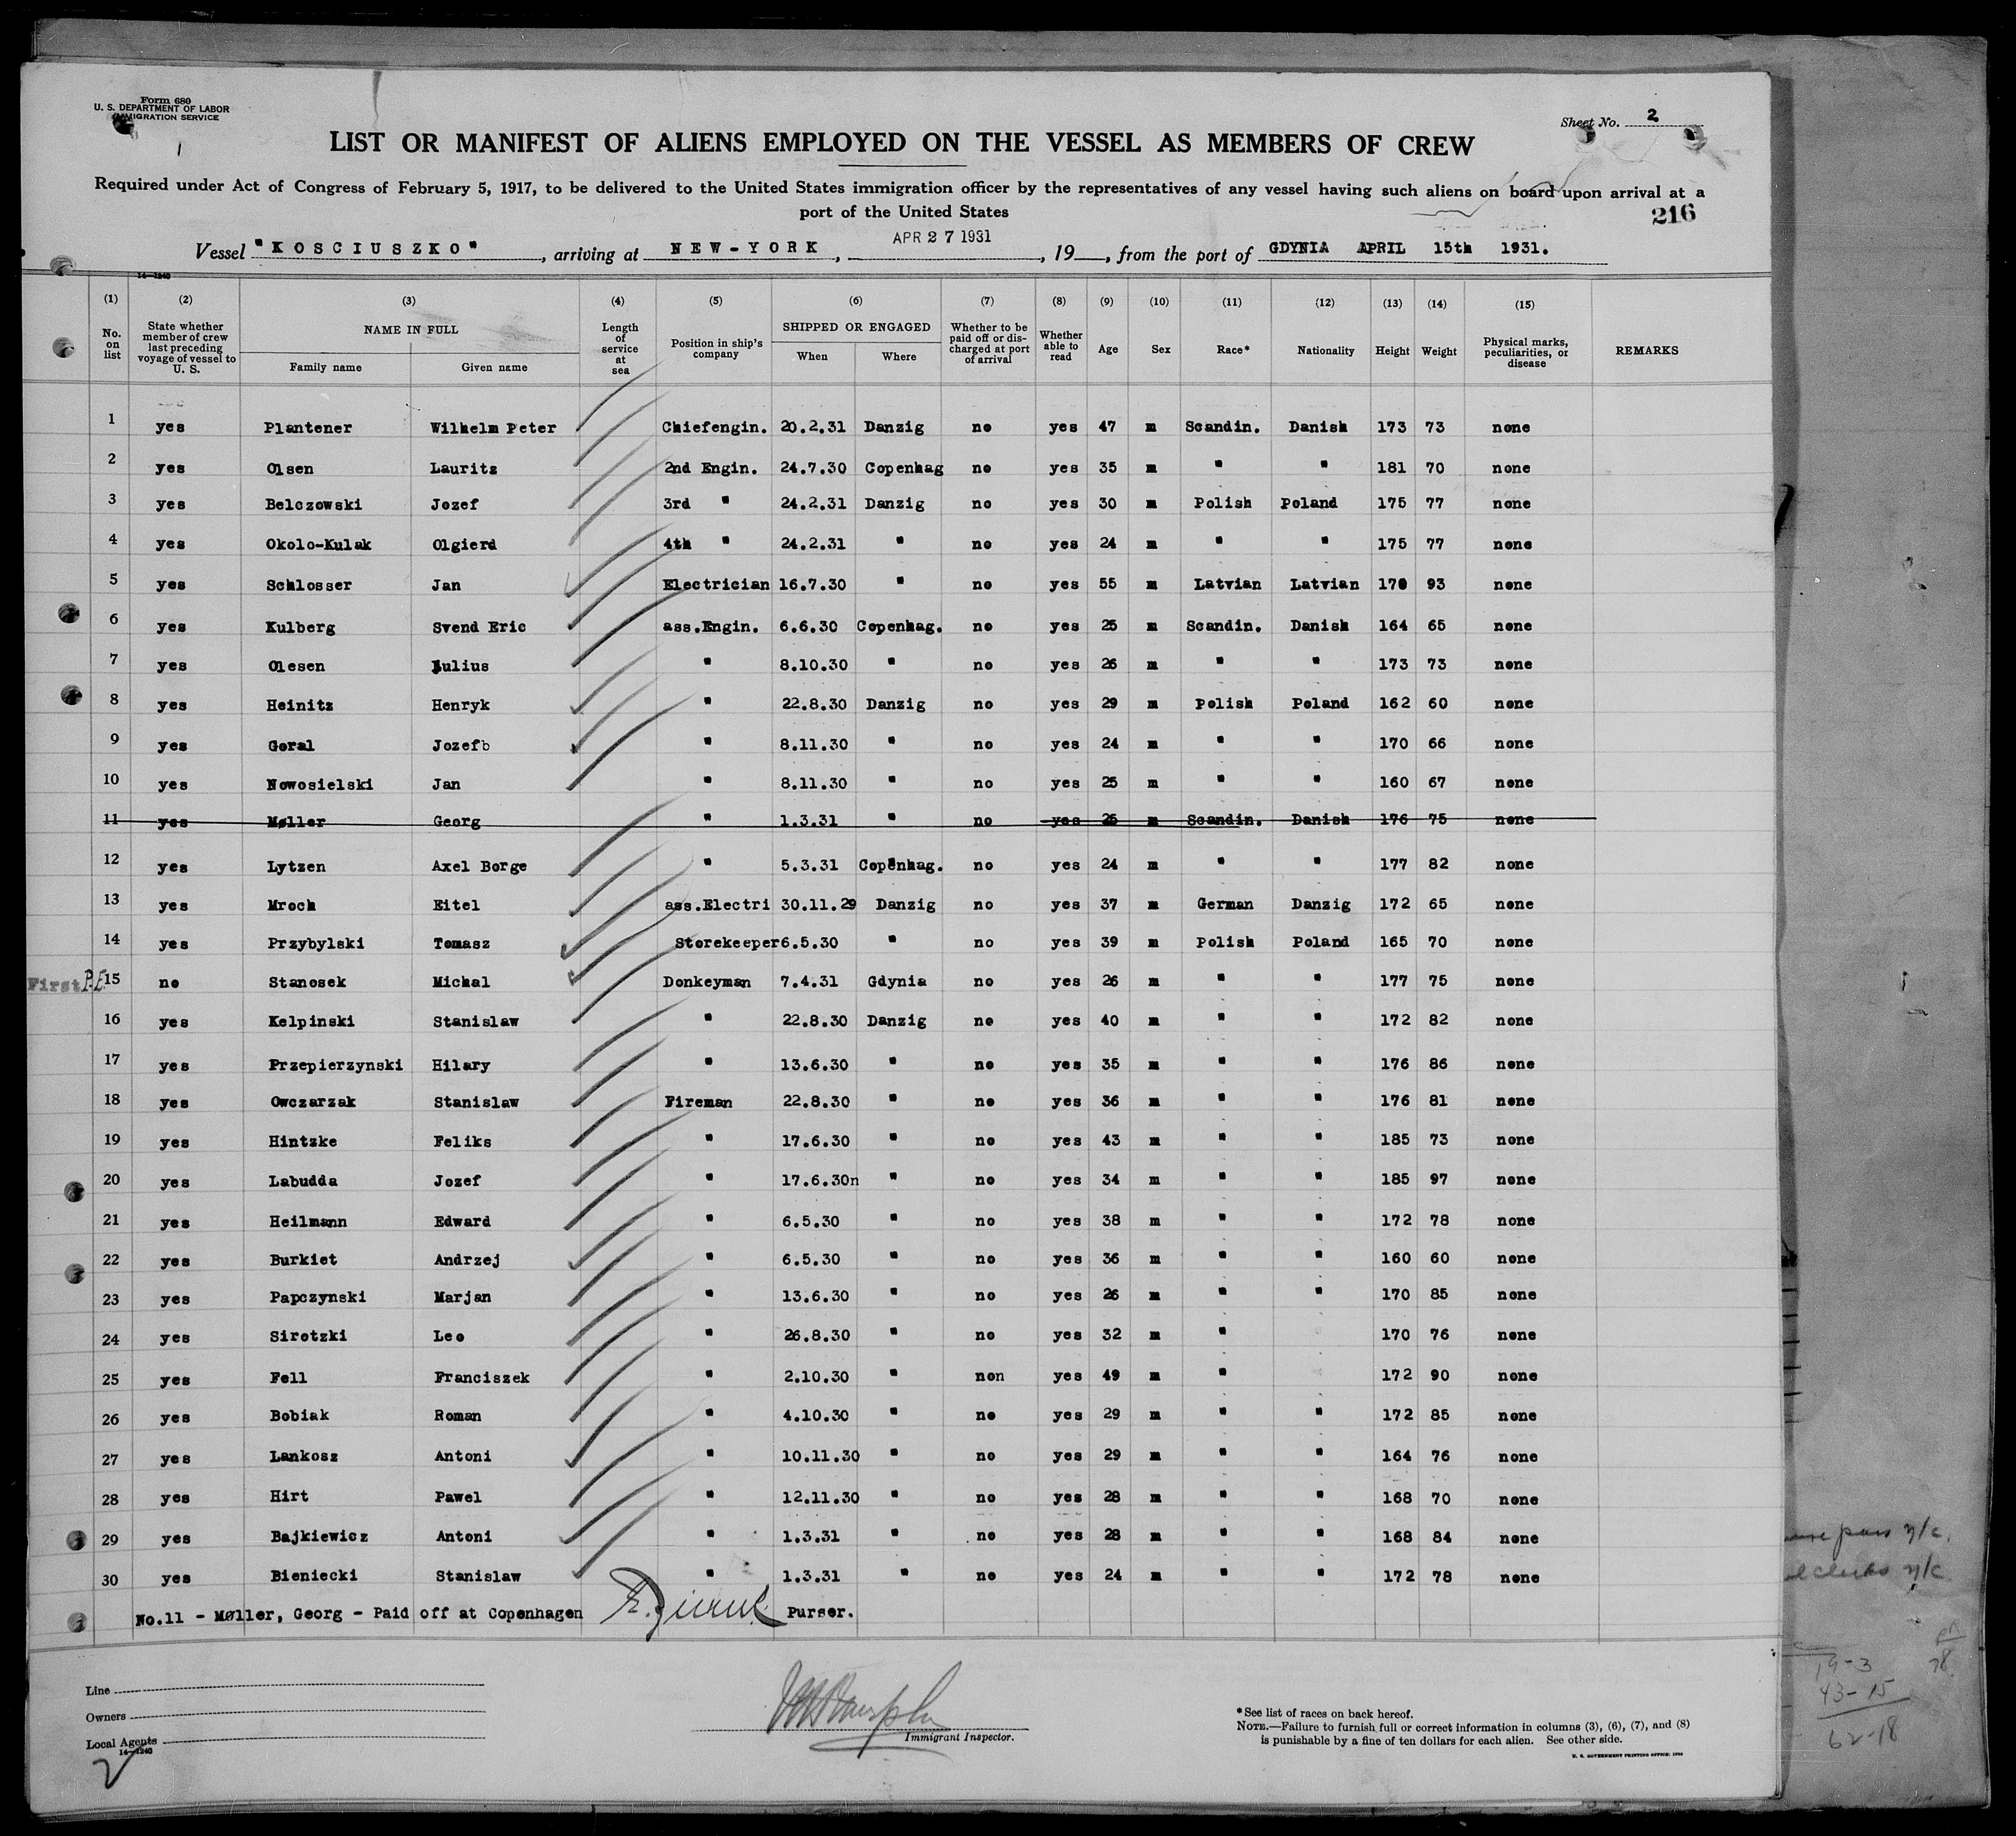 Form 680
U. S. DEPARTMENT OF LABOR
IMMIGRATION SERVICE
Sheet No. 2
LIST OR MANIFEST OF ALIENS EMPLOYED ON THE VESSEL AS MEMBERS OF CREW
Required under Act of Congress of February 5, 1917, to be delivered to the United States immigration officer by the representatives of any vessel having such aliens on board upon arrival at a
port of the United States
216
Vessel "KOSCIUSZKO", arriving at NEW-YORK, APR 27 1931, 19__, from the port of GDYNIA APRIL 15th 1931.
14—1240
(1) (2) (3) (4) (5) (6) (7) (8) (9) (10) (11) (12) (13) (14) (15)
No. on list | State whether member of crew last preceding voyage of vessel to U. S. | NAME IN FULL Family name Given name | Length of service at sea | Position in ship's company | SHIPPED OR ENGAGED When Where | Whether to be paid off or discharged at port of arrival | Whether able to read | Age | Sex | Race* | Nationality | Height | Weight | Physical marks, peculiarities, or disease | REMARKS
1 yes Plantener Wilhelm Peter Chiefengin. 20.2.31 Danzig no yes 47 m Scandin. Danish 173 73 none
2 yes Olsen Lauritz 2nd Engin. 24.7.30 Copenhag no yes 35 m " " 181 70 none
3 yes Belczowski Jozef 3rd " 24.2.31 Danzig no yes 30 m Polish Poland 175 77 none
4 yes Okolo-Kulak Olgierd 4th " 24.2.31 " no yes 24 m " " 175 77 none
5 yes Schlosser Jan Electrician 16.7.30 " no yes 55 m Latvian Latvian 170 93 none
6 yes Kulberg Svend Eric ass.Engin. 6.6.30 Copenhag. no yes 25 m Scandin. Danish 164 65 none
7 yes Olesen Julius " 8.10.30 " no yes 26 m " " 173 73 none
8 yes Heinitz Henryk " 22.8.30 Danzig no yes 29 m Polish Poland 162 60 none
9 yes Goral Jozefb " 8.11.30 " no yes 24 m " " 170 66 none
10 yes Nowosielski Jan " 8.11.30 " no yes 25 m " " 160 67 none
11 yes Møller Georg " 1.3.31 " no yes 25 m Scandin. Danish 176 75 none
12 yes Lytzen Axel Borge " 5.3.31 Copenhag. no yes 24 m " " 177 82 none
13 yes Mroch Eitel ass.Electri 30.11.29 Danzig no yes 37 m German Danzig 172 65 none
14 yes Przybylski Tomasz Storekeeper 6.5.30 " no yes 39 m Polish Poland 165 70 none
First P.E. 15 no Stanosek Michal Donkeyman 7.4.31 Gdynia no yes 26 m " " 177 75 none
16 yes Kelpinski Stanislaw " 22.8.30 Danzig no yes 40 m " " 172 82 none
17 yes Przepierzynski Hilary " 13.6.30 " no yes 35 m " " 176 86 none
18 yes Owczarzak Stanislaw Fireman 22.8.30 " no yes 36 m " " 176 81 none
19 yes Hintzke Feliks " 17.6.30 " no yes 43 m " " 185 73 none
20 yes Labudda Jozef " 17.6.30n " no yes 34 m " " 185 97 none
21 yes Heilmann Edward " 6.5.30 " no yes 38 m " " 172 78 none
22 yes Burkiet Andrzej " 6.5.30 " no yes 36 m " " 160 60 none
23 yes Papczynski Marjan " 13.6.30 " no yes 26 m " " 170 85 none
24 yes Sirotzki Leo " 26.8.30 " no yes 32 m " 170 76 none
25 yes Fell Franciszek " 2.10.30 " non yes 49 m " 172 90 none
26 yes Bobiak Roman " 4.10.30 " no yes 29 m " " 172 85 none
27 yes Lankosz Antoni " 10.11.30 " no yes 29 m " " 164 76 none
28 yes Hirt Pawel " 12.11.30 " no yes 28 m " " 168 70 none
29 yes Bajkiewicz Antoni " 1.3.31 " no yes 28 m " " 168 84 none
30 yes Bieniecki Stanislaw " 1.3.31 " no yes 24 m " " 172 78 none
No.11 - Møller, Georg - Paid off at Copenhagen Purser.
Line
Owners
Local Agents
14—1240
Immigrant Inspector.
*See list of races on back hereof.
NOTE.—Failure to furnish full or correct information in columns (3), (6), (7), and (8)
is punishable by a fine of ten dollars for each alien. See other side.
U. S. GOVERNMENT PRINTING OFFICE: 1930
19-3
43-15
62-18
78